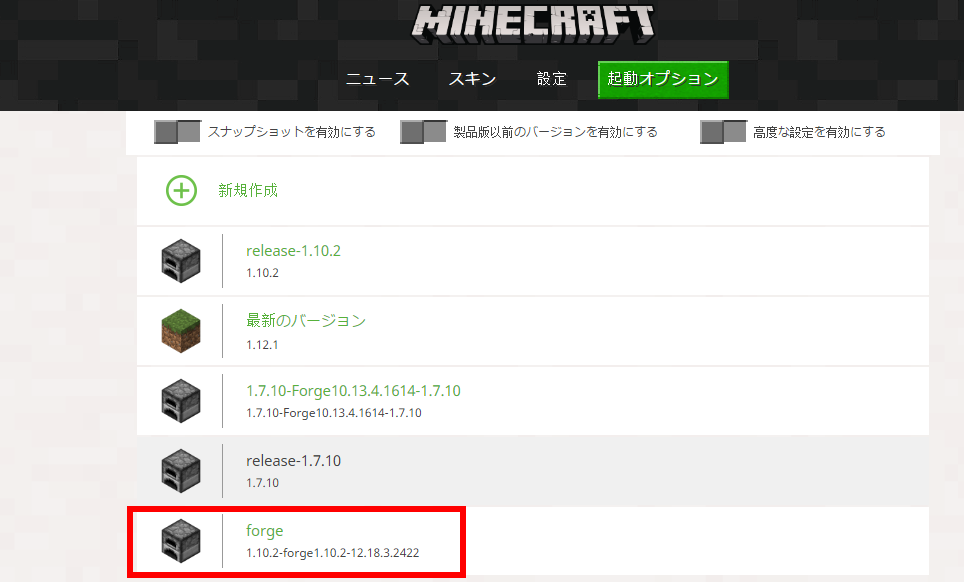 MINECRAFT
ニュース スキン 設定 起動オプション
スナップショットを有効にする 製品版以前のバージョンを有効にする 高度な設定を有効にする
新規作成
release-1.10.2
1.10.2
最新のバージョン
1.12.1
1.7.10-Forge10.13.4.1614-1.7.10
1.7.10-Forge10.13.4.1614-1.7.10
release-1.7.10
1.7.10
forge
1.10.2-forge1.10.2-12.18.3.2422